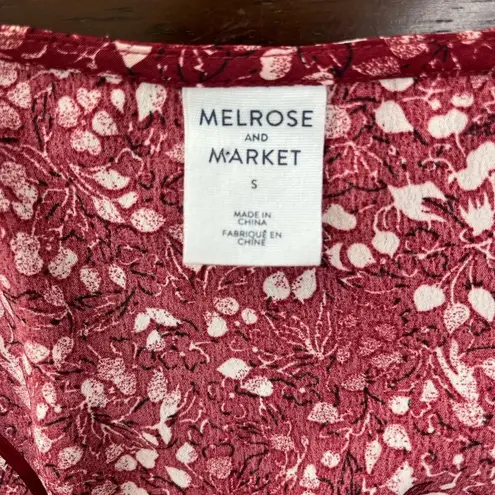 MELROSE
AND
MARKET
S
MADE IN
CHINA
FABRIQUÉ EN
CHINE